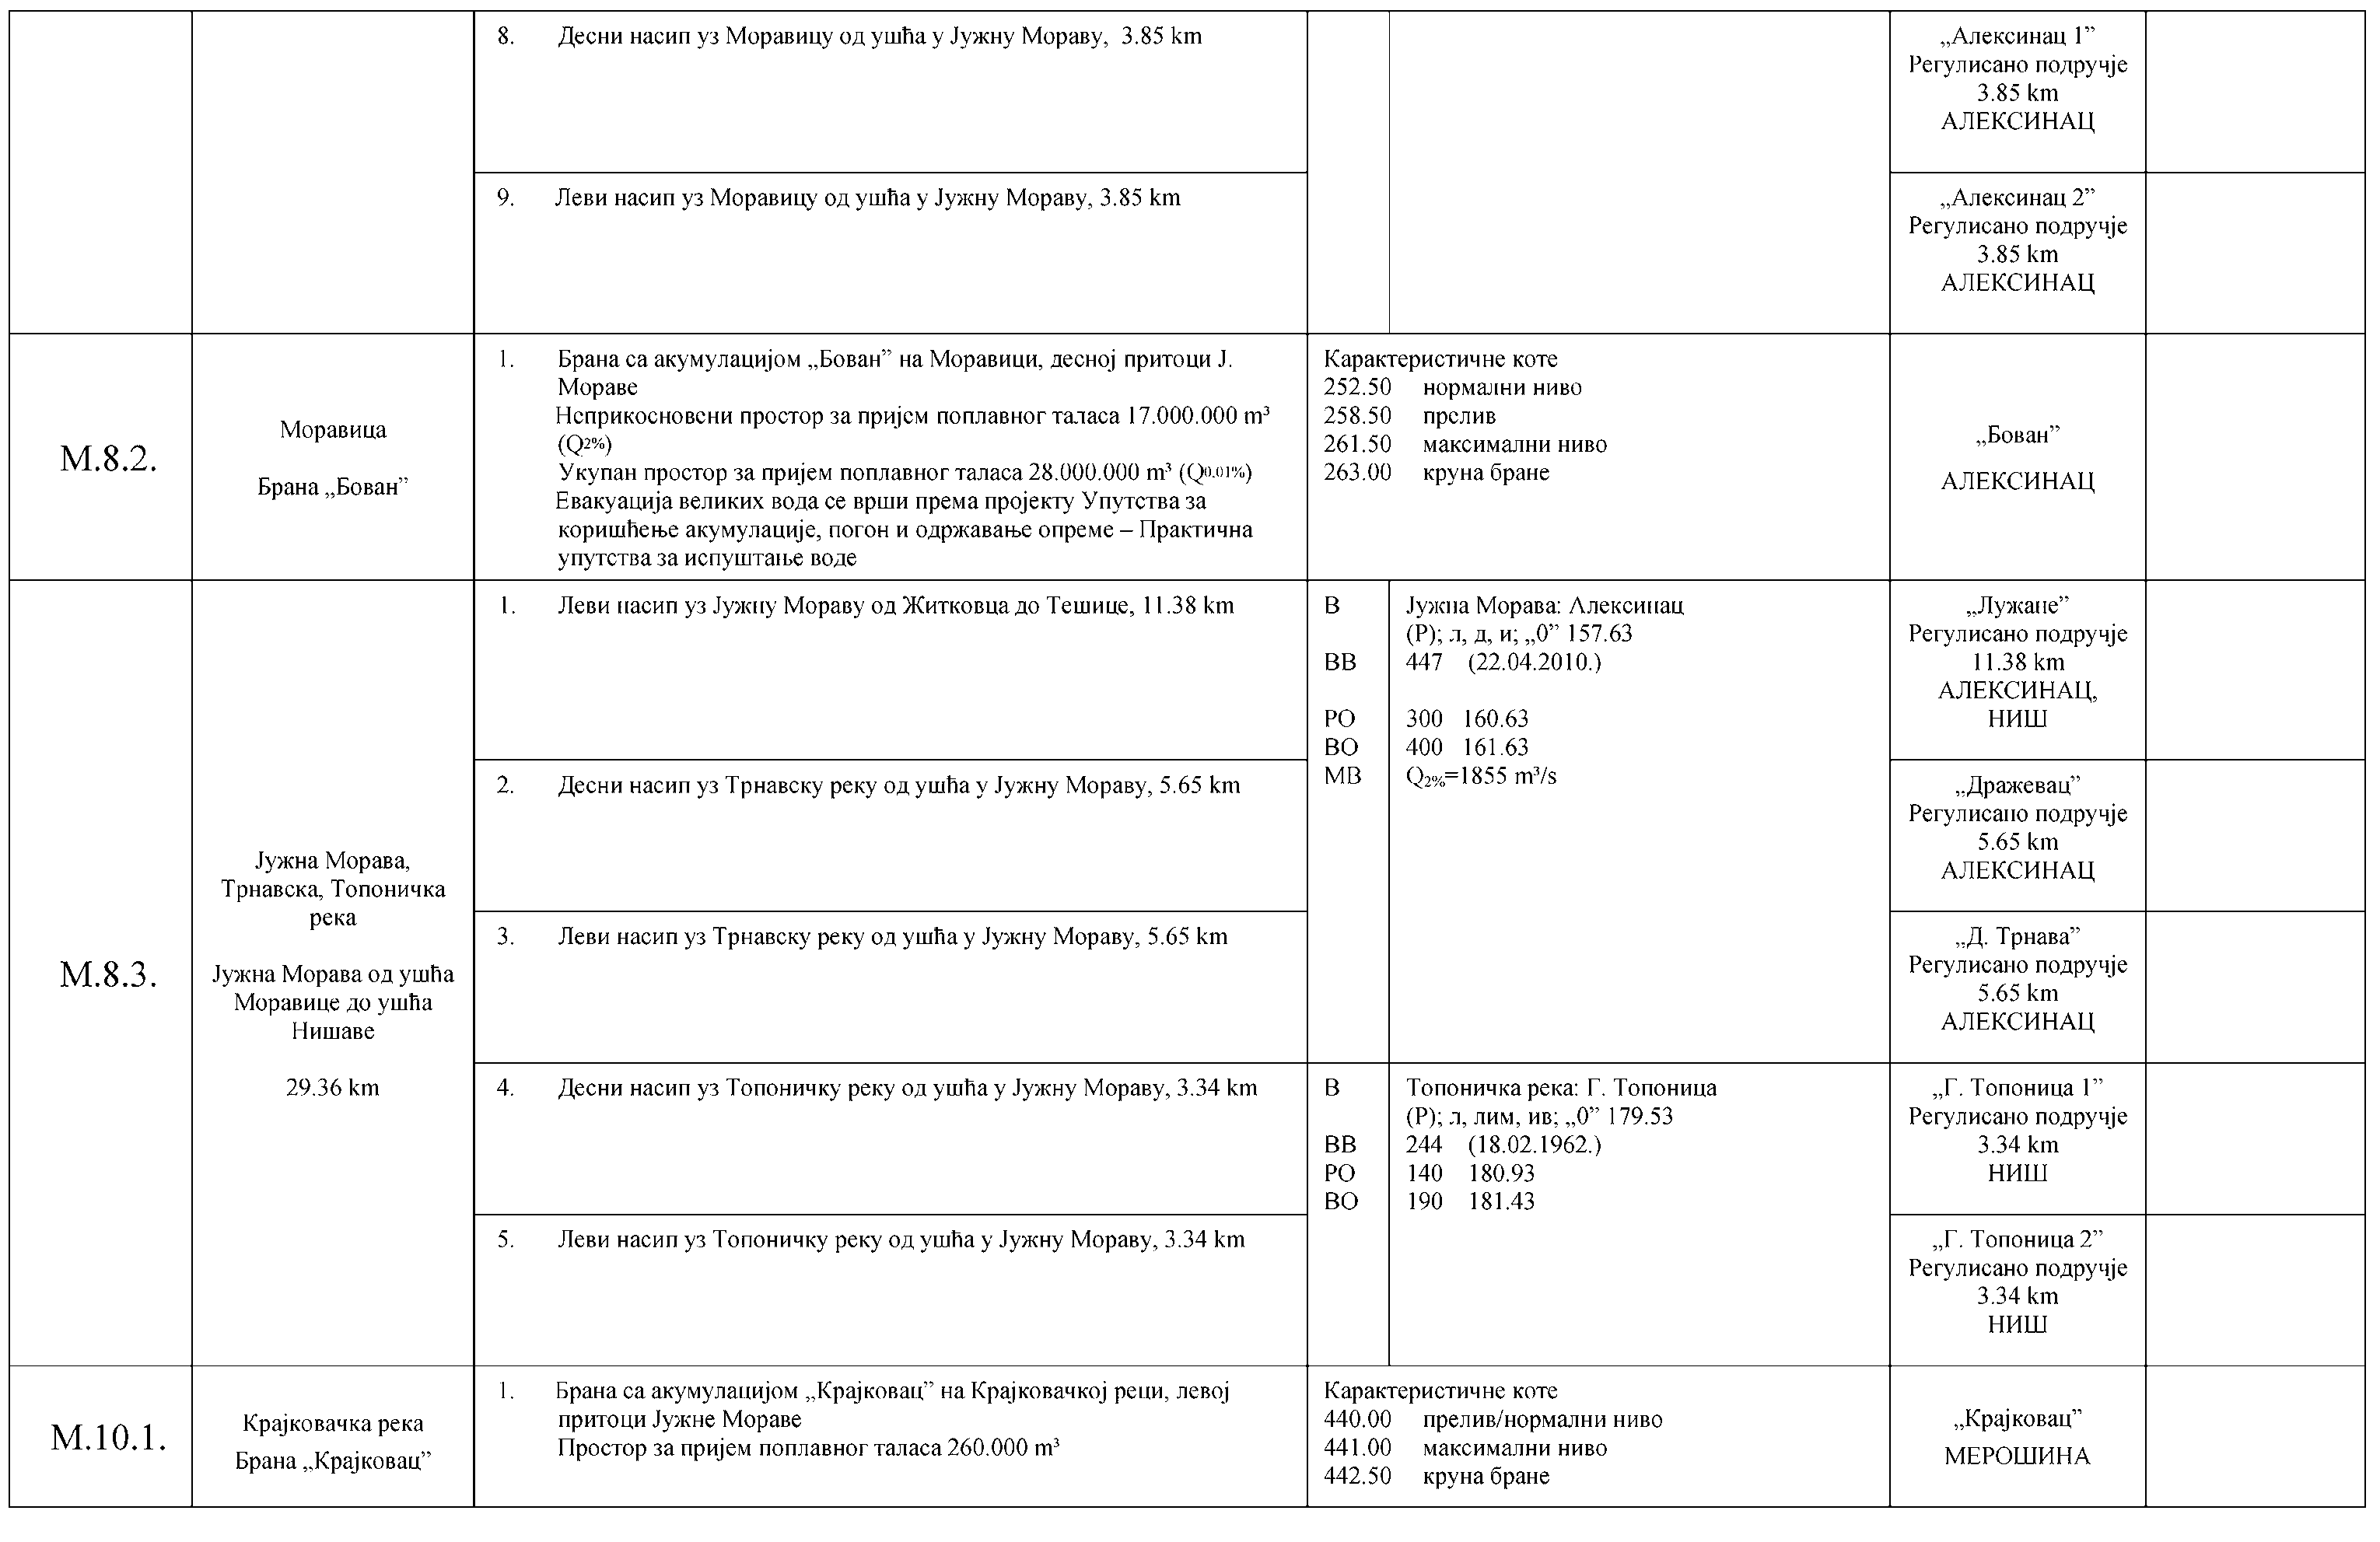 8. Десни насип уз Моравицу од ушћа у Јужну Мораву, 3.85 km
„Алексинац 1”
Регулисано подручје
3.85 km
АЛЕКСИНАЦ
9. Леви насип уз Моравицу од ушћа у Јужну Мораву, 3.85 km
„Алексинац 2”
Регулисано подручје
3.85 km
АЛЕКСИНАЦ
М.8.2.
Моравица
Брана „Бован”
1. Брана са акумулацијом „Бован” на Моравици, десној притоци Ј.
Мораве
Неприкосновени простор за пријем поплавног таласа 17.000.000 m³
(Q2%)
Укупан простор за пријем поплавног таласа 28.000.000 m³ (Q0.01%)
Евакуација великих вода се врши према пројекту Упутства за
коришћење акумулације, погон и одржавање опреме – Практична
упутства за испуштање воде
Карактеристичне коте
252.50 нормални ниво
258.50 прелив
261.50 максимални ниво
263.00 круна бране
„Бован”
АЛЕКСИНАЦ
М.8.3.
Јужна Морава,
Трнавска, Топоничка
река
Јужна Морава од ушћа
Моравице до ушћа
Нишаве
29.36 km
1. Леви насип уз Јужну Мораву од Житковца до Тешице, 11.38 km
В Јужна Морава: Алексинац
(Р); л, д, и; „0” 157.63
ВВ 447 (22.04.2010.)
РО 300 160.63
ВО 400 161.63
МВ Q2%=1855 m³/s
„Лужане”
Регулисано подручје
11.38 km
АЛЕКСИНАЦ,
НИШ
2. Десни насип уз Трнавску реку од ушћа у Јужну Мораву, 5.65 km
„Дражевац”
Регулисано подручје
5.65 km
АЛЕКСИНАЦ
3. Леви насип уз Трнавску реку од ушћа у Јужну Мораву, 5.65 km
„Д. Трнава”
Регулисано подручје
5.65 km
АЛЕКСИНАЦ
4. Десни насип уз Топоничку реку од ушћа у Јужну Мораву, 3.34 km
В Топоничка река: Г. Топоница
(Р); л, лим, ив; „0” 179.53
ВВ 244 (18.02.1962.)
РО 140 180.93
ВО 190 181.43
„Г. Топоница 1”
Регулисано подручје
3.34 km
НИШ
5. Леви насип уз Топоничку реку од ушћа у Јужну Мораву, 3.34 km
„Г. Топоница 2”
Регулисано подручје
3.34 km
НИШ
М.10.1.
Крајковачка река
Брана „Крајковац”
1. Брана са акумулацијом „Крајковац” на Крајковачкој реци, левој
притоци Јужне Мораве
Простор за пријем поплавног таласа 260.000 m³
Карактеристичне коте
440.00 прелив/нормални ниво
441.00 максимални ниво
442.50 круна бране
„Крајковац”
МЕРОШИНА